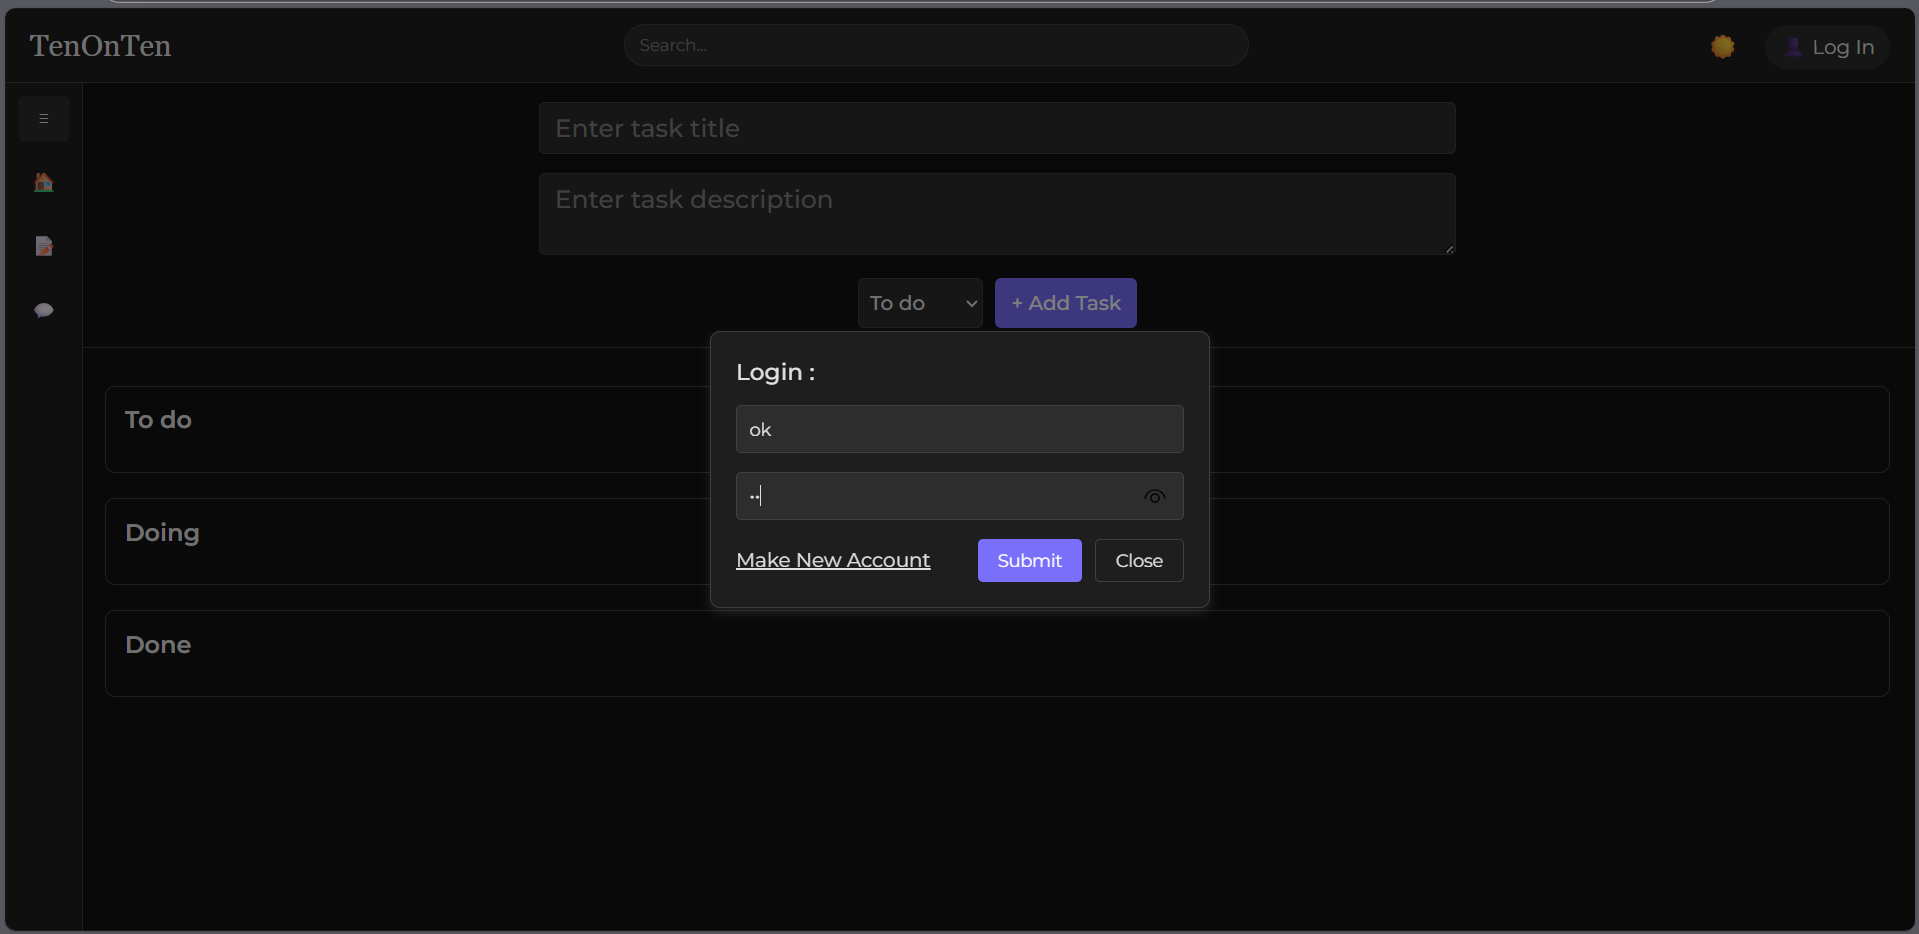 TenOnTen
Search...
Log In
Enter task title
Enter task description
To do
+ Add Task
Login :
ok
••
Make New Account
Submit
Close
To do
Doing
Done